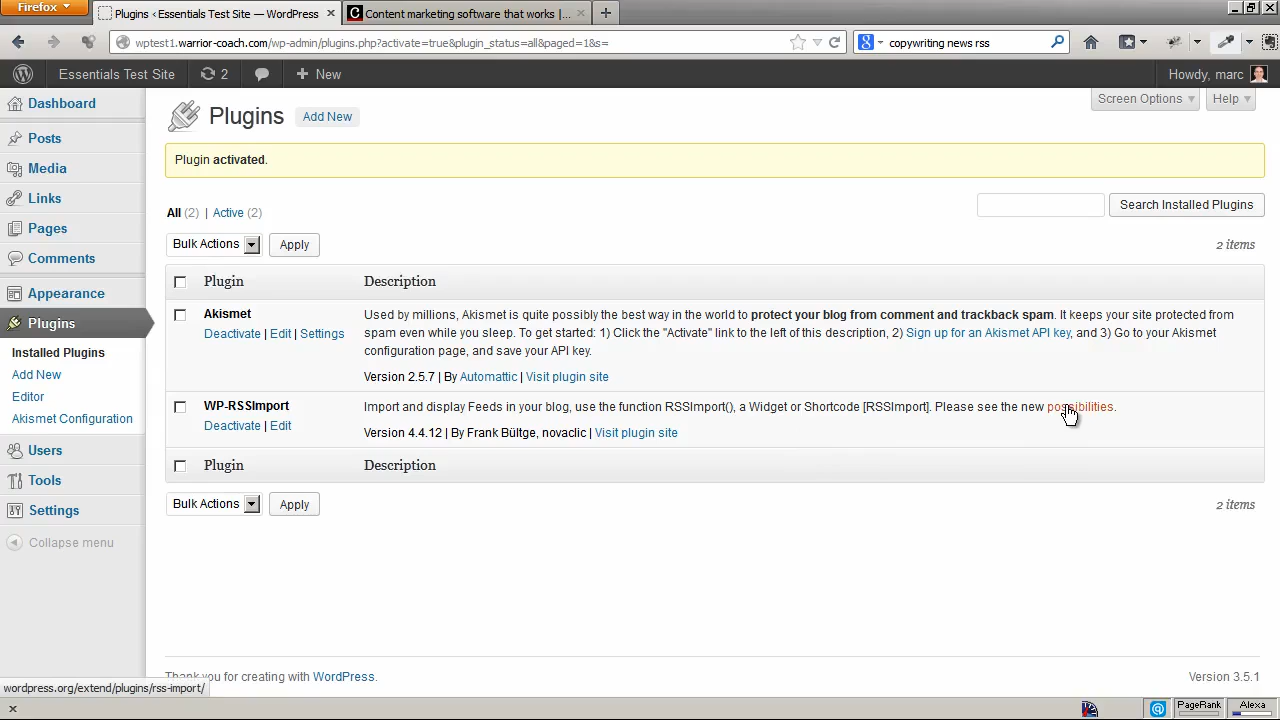 Firefox
Plugins ‹ Essentials Test Site — WordPress
Content marketing software that works | ...
wptest1.warrior-coach.com/wp-admin/plugins.php?activate=true&plugin_status=all&paged=1&s=
copywriting news rss
Essentials Test Site
2
New
Howdy, marc
Dashboard
Posts
Media
Links
Pages
Comments
Appearance
Plugins
Installed Plugins
Add New
Editor
Akismet Configuration
Users
Tools
Settings
Collapse menu
Screen Options
Help
Plugins
Add New
Plugin activated.
All (2) | Active (2)
Search Installed Plugins
Bulk Actions
Apply
2 items
Plugin
Description
Akismet
Deactivate | Edit | Settings
Used by millions, Akismet is quite possibly the best way in the world to protect your blog from comment and trackback spam. It keeps your site protected from
spam even while you sleep. To get started: 1) Click the "Activate" link to the left of this description, 2) Sign up for an Akismet API key, and 3) Go to your Akismet
configuration page, and save your API key.
Version 2.5.7 | By Automattic | Visit plugin site
WP-RSSImport
Deactivate | Edit
Import and display Feeds in your blog, use the function RSSImport(), a Widget or Shortcode [RSSImport]. Please see the new possibilities.
Version 4.4.12 | By Frank Bültge, novaclic | Visit plugin site
Plugin
Description
Bulk Actions
Apply
2 items
Thank you for creating with WordPress.
Version 3.5.1
wordpress.org/extend/plugins/rss-import/
PageRank
Alexa